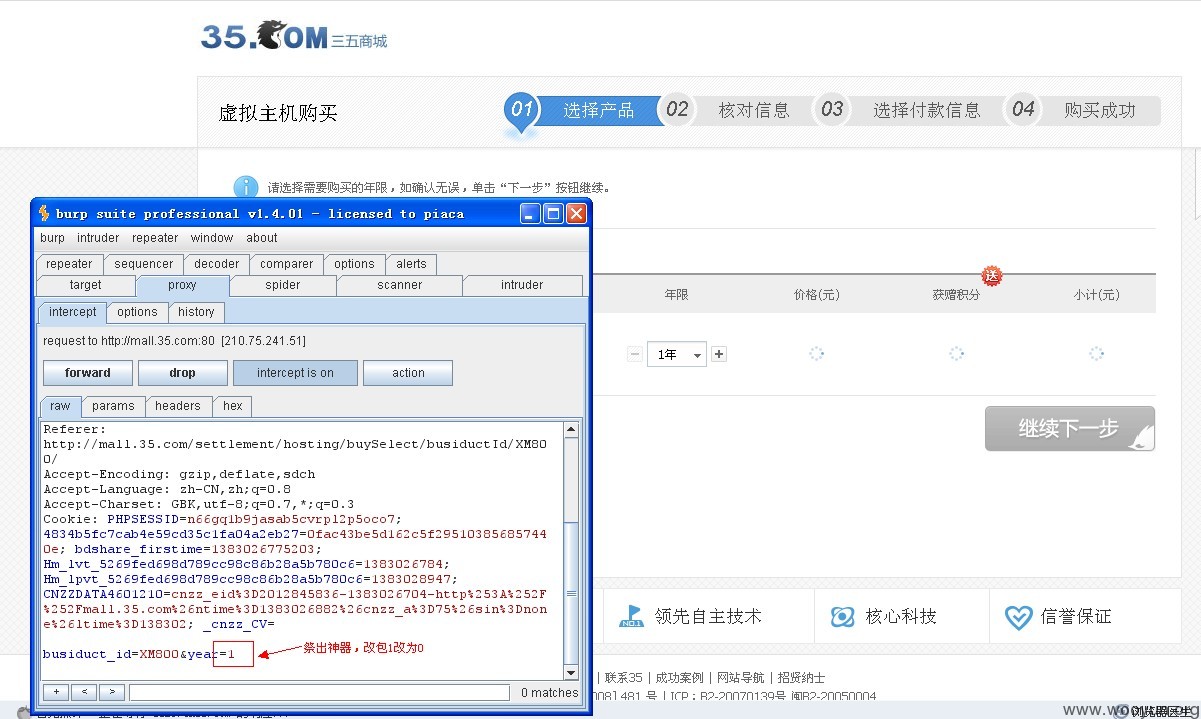 35.COM 三五商城
虚拟主机购买
01 选择产品 02 核对信息 03 选择付款信息 04 购买成功
请选择需要购买的年限，如确认无误，单击“下一步”按钮继续。
burp suite professional v1.4.01 - licensed to piaca
burp intruder repeater window about
repeater sequencer decoder comparer options alerts
target proxy spider scanner intruder
intercept options history
request to http://mall.35.com:80 [210.75.241.51]
forward drop intercept is on action
raw params headers hex
Referer:
http://mall.35.com/settlement/hosting/buySelect/busiductId/XM80
0/
Accept-Encoding: gzip,deflate,sdch
Accept-Language: zh-CN,zh;q=0.8
Accept-Charset: GBK,utf-8;q=0.7,*;q=0.3
Cookie: PHPSESSID=n66gq1b9jasab5cvrpl2p5oco7;
4834b5fc7cab4e59cd35c1fa04a2eb27=0fac43be5d162c5f29510385685744
0e; bdshare_firstime=1383026775203;
Hm_lvt_5269fed698d789cc98c86b28a5b780c6=1383026784;
Hm_lpvt_5269fed698d789cc98c86b28a5b780c6=1383028947;
CNZZDATA4601210=cnzz_eid%3D2012845836-1383026704-http%253A%252F
%252Fmall.35.com%26ntime%3D1383026882%26cnzz_a%3D75%26sin%3Dnon
e%26ltime%3D138302; _cnzz_CV=
busiduct_id=XM800&year=1
祭出神器，改包1改为0
+ < > 0 matches
年限 价格(元) 获赠积分 送 小计(元)
1年
继续下一步
NO.1 领先自主技术 核心科技 信誉保证
| 联系35 | 成功案例 | 网站导航 | 招贤纳士
481 号 | ICP：B2-20070139号 闽B2-20050004